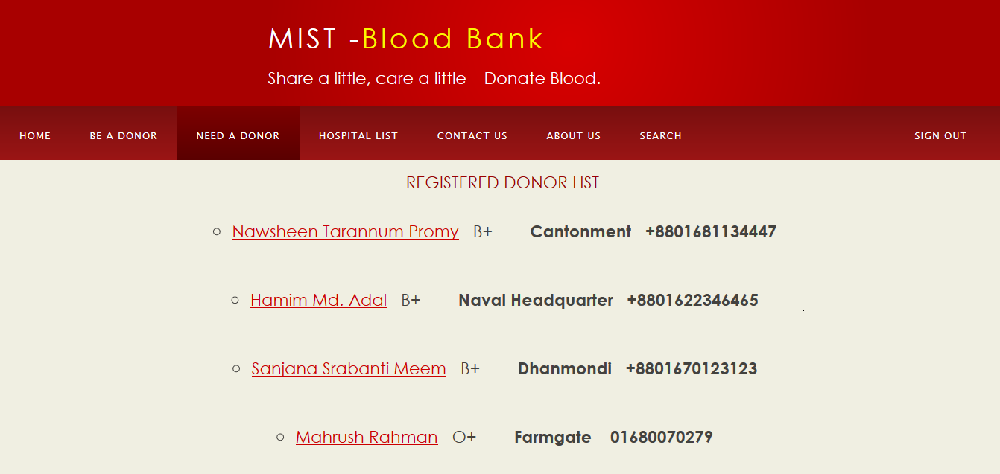 MIST -Blood Bank
Share a little, care a little – Donate Blood.
HOME BE A DONOR NEED A DONOR HOSPITAL LIST CONTACT US ABOUT US SEARCH SIGN OUT
REGISTERED DONOR LIST
Nawsheen Tarannum Promy B+ Cantonment +8801681134447
Hamim Md. Adal B+ Naval Headquarter +8801622346465
Sanjana Srabanti Meem B+ Dhanmondi +8801670123123
Mahrush Rahman O+ Farmgate 01680070279